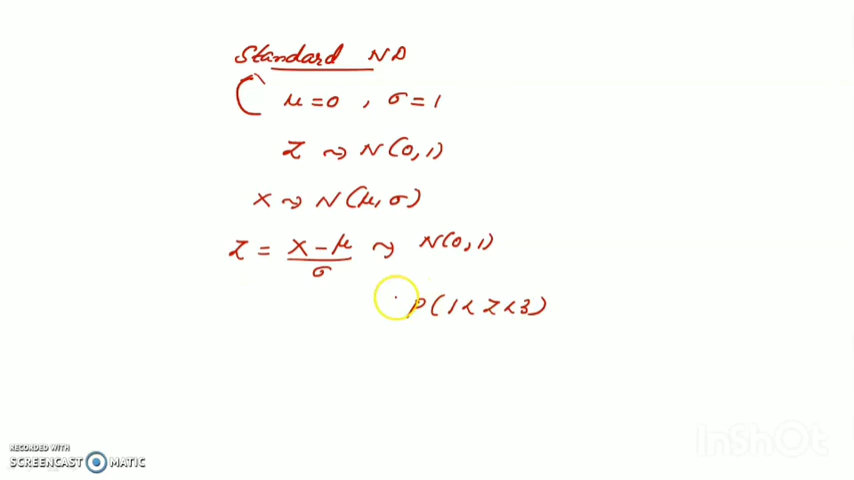 Standard ND
μ = 0 , σ = 1
Z ~> N(0,1)
X ~> N(μ,σ)
Z = X - μ / σ ~> N(0,1)
P(1 < Z < 3)
RECORDED WITH
SCREENCAST MATIC
InShOt